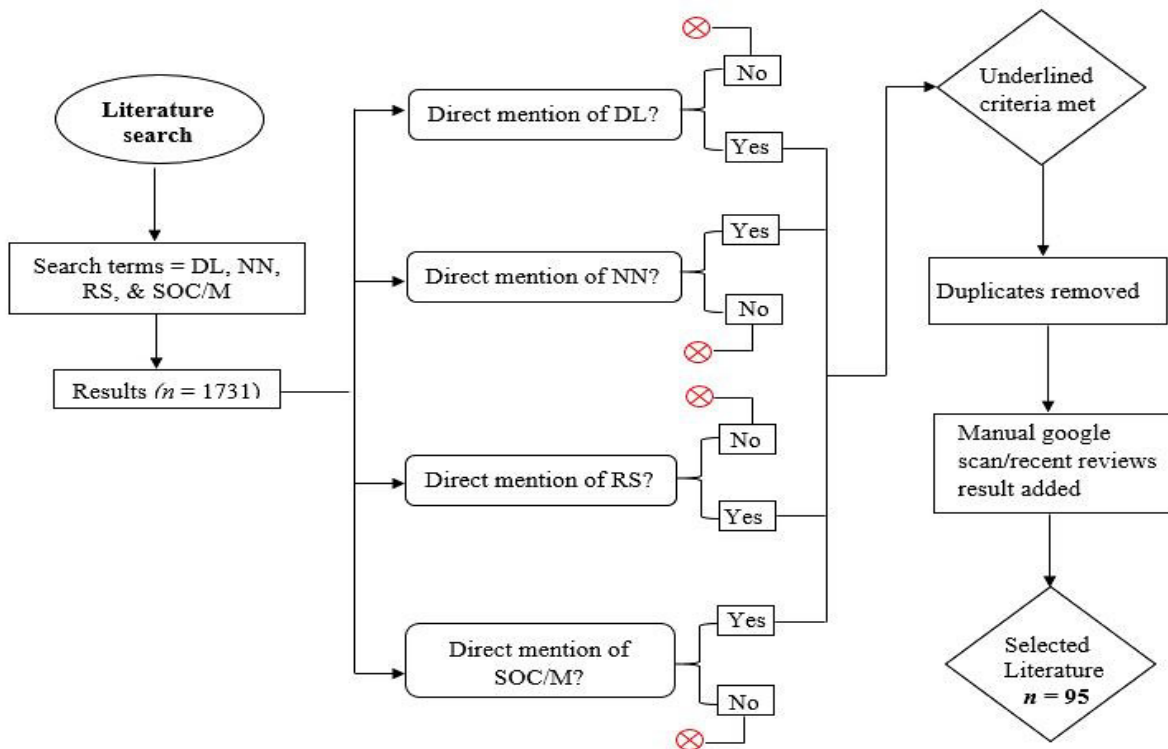 Literature
search
Search terms = DL, NN,
RS, & SOC/M
Results (n = 1731)
Direct mention of DL?
No
Yes
Direct mention of NN?
Yes
No
Direct mention of RS?
No
Yes
Direct mention of
SOC/M?
Yes
No
Underlined
criteria met
Duplicates removed
Manual google
scan/recent reviews
result added
Selected
Literature
n = 95